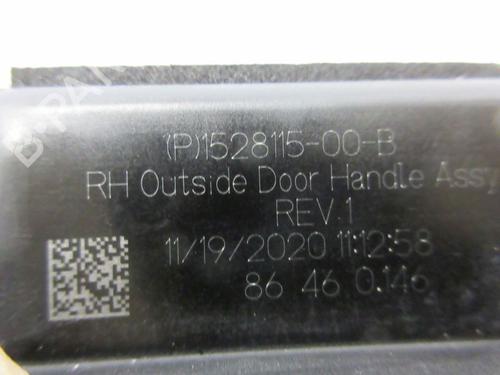 (P)1528115-00-B
RH Outside Door Handle Assy
REV.1
11/19/2020 11:12:58
86 46 0.146